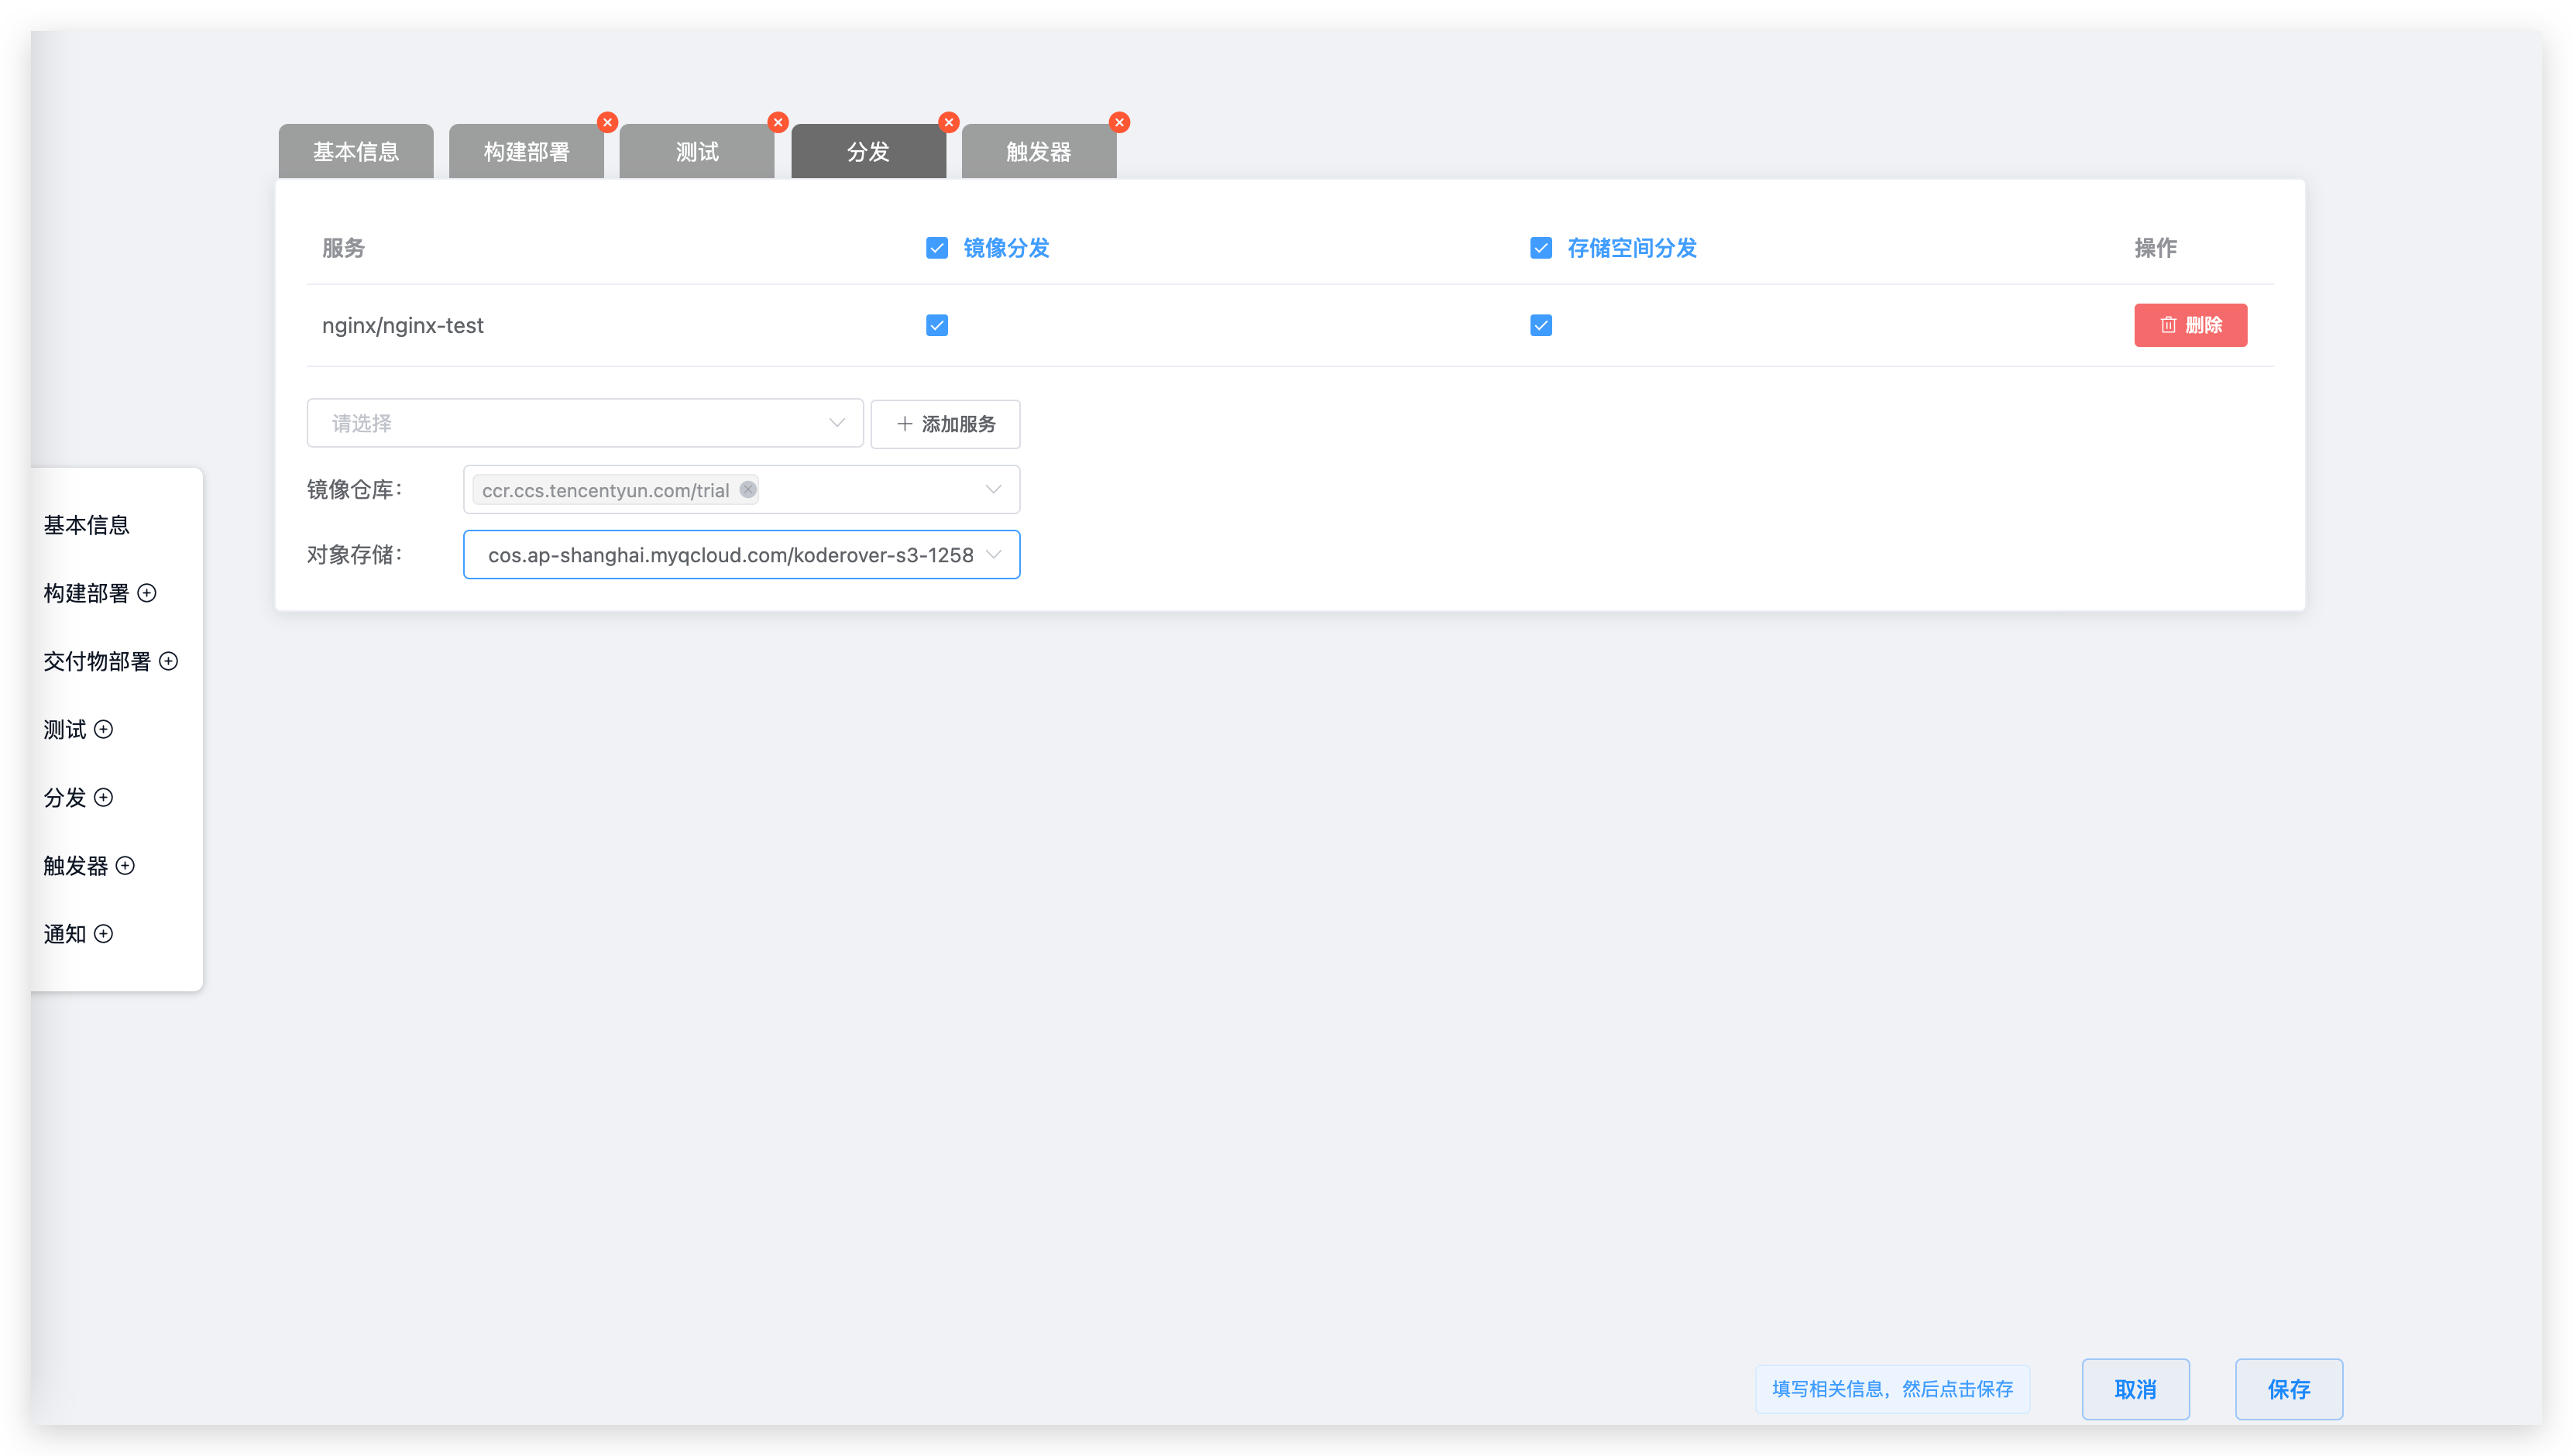 基本信息
构建部署
测试
分发
触发器
服务
镜像分发
存储空间分发
操作
nginx/nginx-test
删除
请选择
添加服务
镜像仓库：
ccr.ccs.tencentyun.com/trial
对象存储：
cos.ap-shanghai.myqcloud.com/koderover-s3-1258
基本信息
构建部署
交付物部署
测试
分发
触发器
通知
填写相关信息，然后点击保存
取消
保存